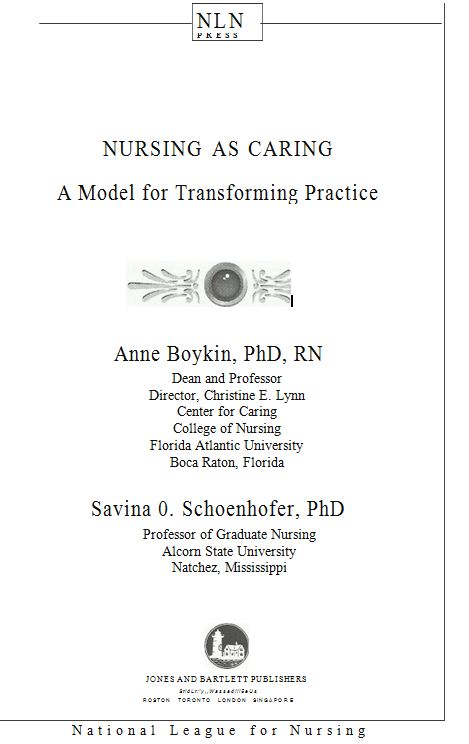 NLN
PRESS
NURSING AS CARING
A Model for Transforming Practice
Anne Boykin, PhD, RN
Dean and Professor
Director, Christine E. Lynn
Center for Caring
College of Nursing
Florida Atlantic University
Boca Raton, Florida
Savina 0. Schoenhofer, PhD
Professor of Graduate Nursing
Alcorn State University
Natchez, Mississippi
JONES AND BARTLETT PUBLISHERS
BOSTON TORONTO LONDON SINGAPORE
National League for Nursing